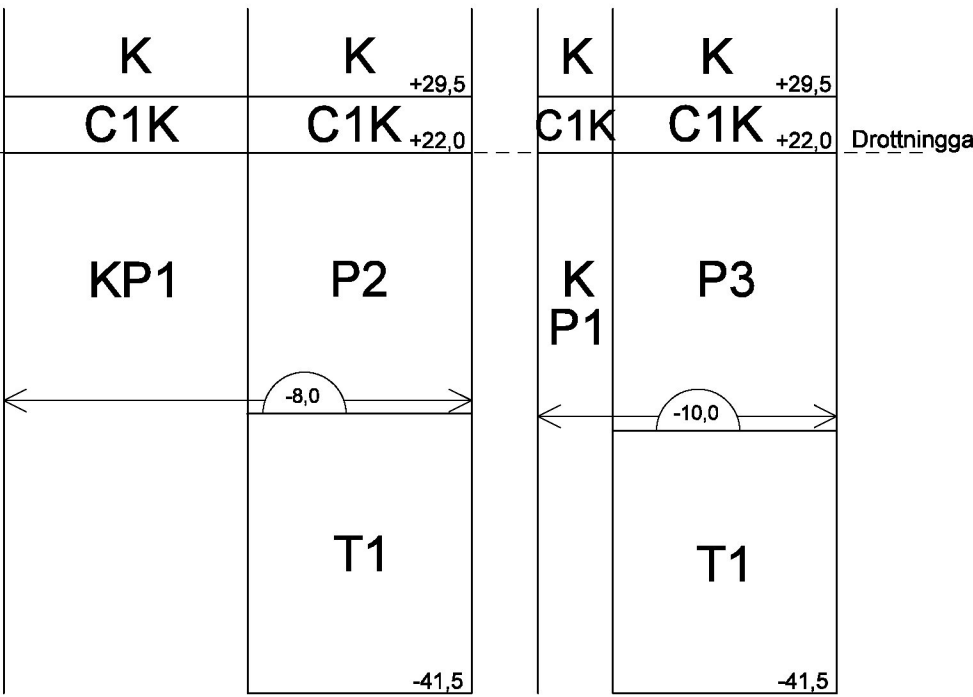 K K K K
+29,5 +29,5
C1K C1K C1K C1K
+22,0 +22,0 Drottningga
KP1 P2 K P3
P1
-8,0 -10,0
T1 T1
-41,5 -41,5